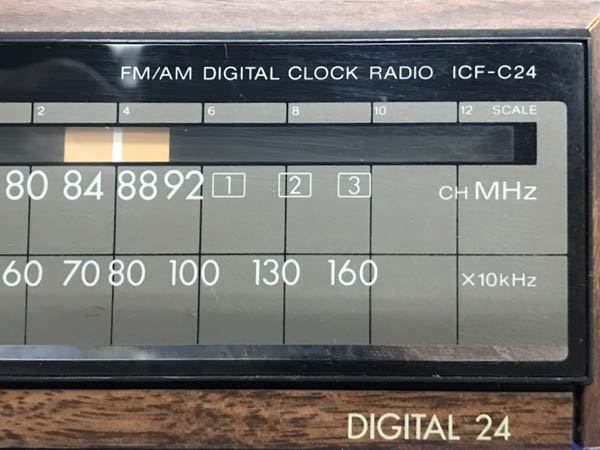 FM/AM DIGITAL CLOCK RADIO ICF-C24
2 4 6 8 10 12 SCALE
80 84 88 92 1 2 3 CH MHz
60 70 80 100 130 160 ×10kHz
DIGITAL 24